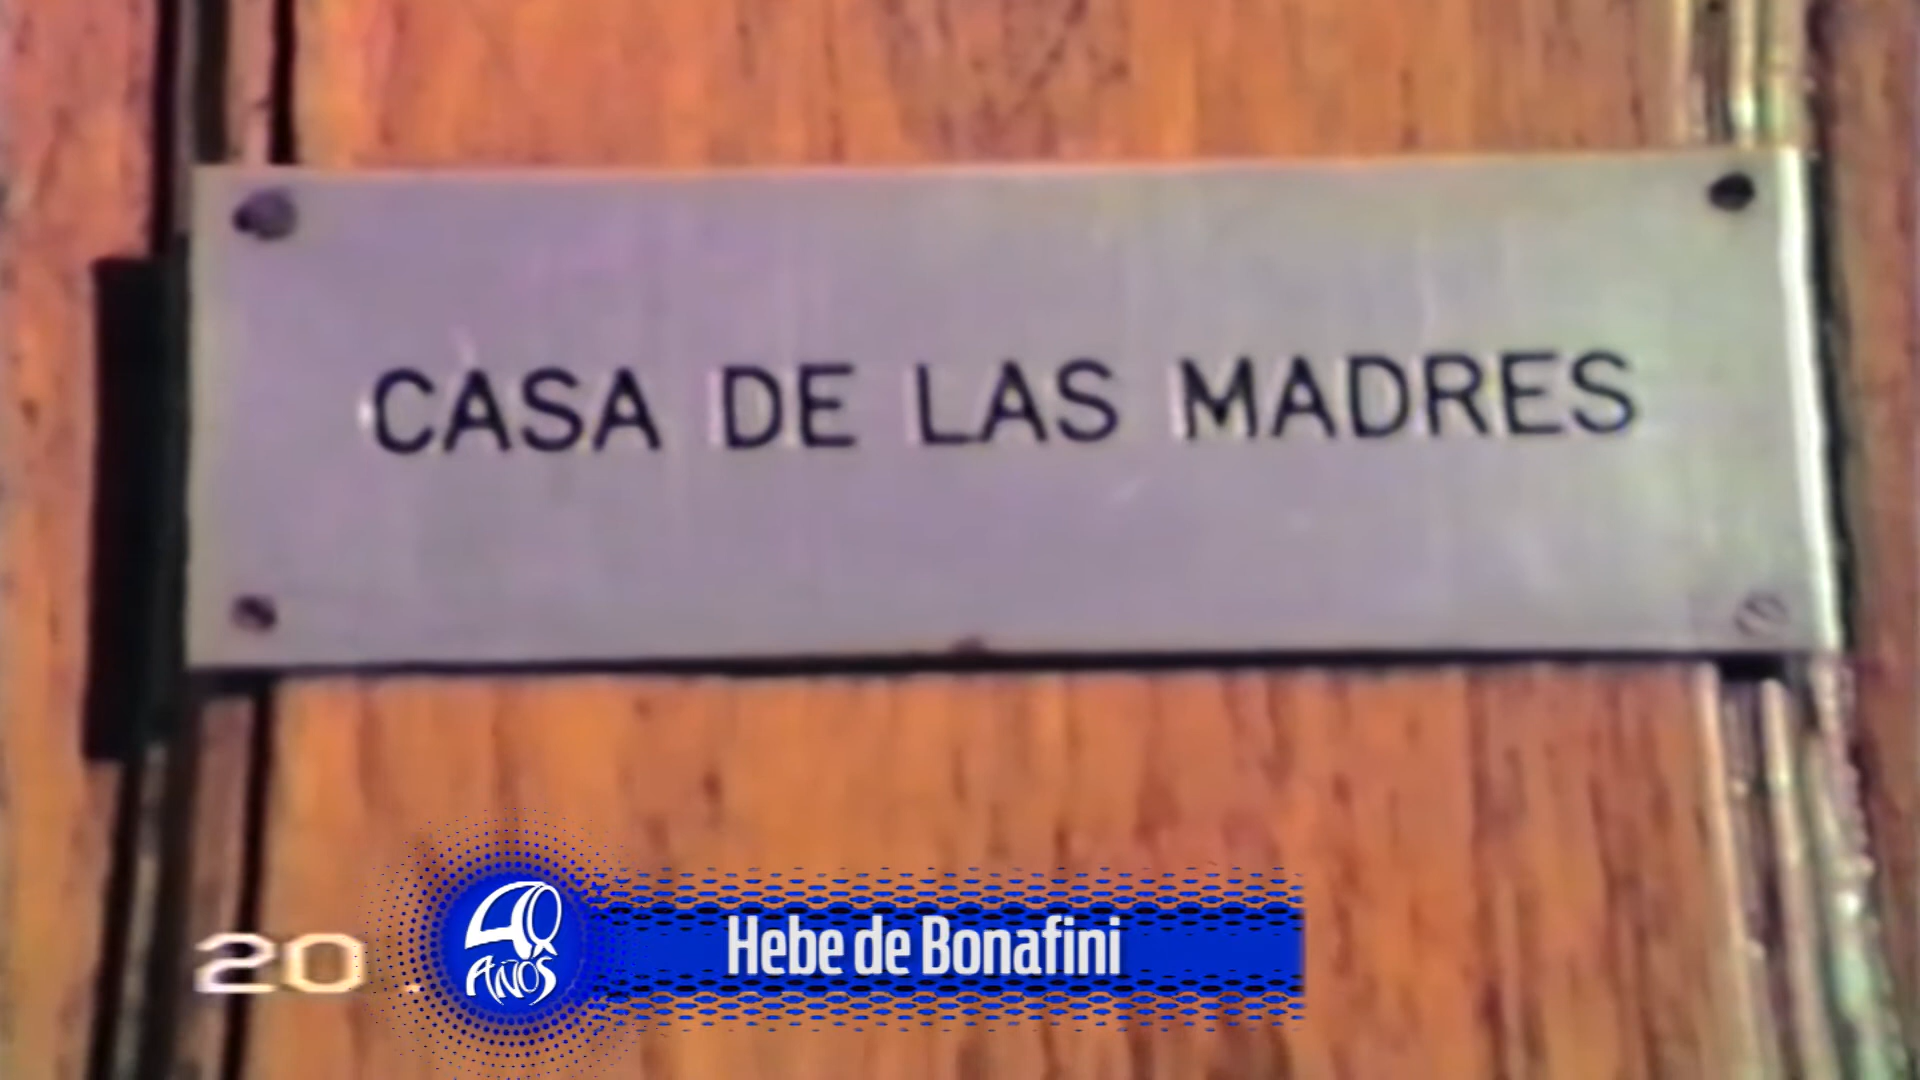 CASA DE LAS MADRES
Hebe de Bonafini
40
AÑOS
20